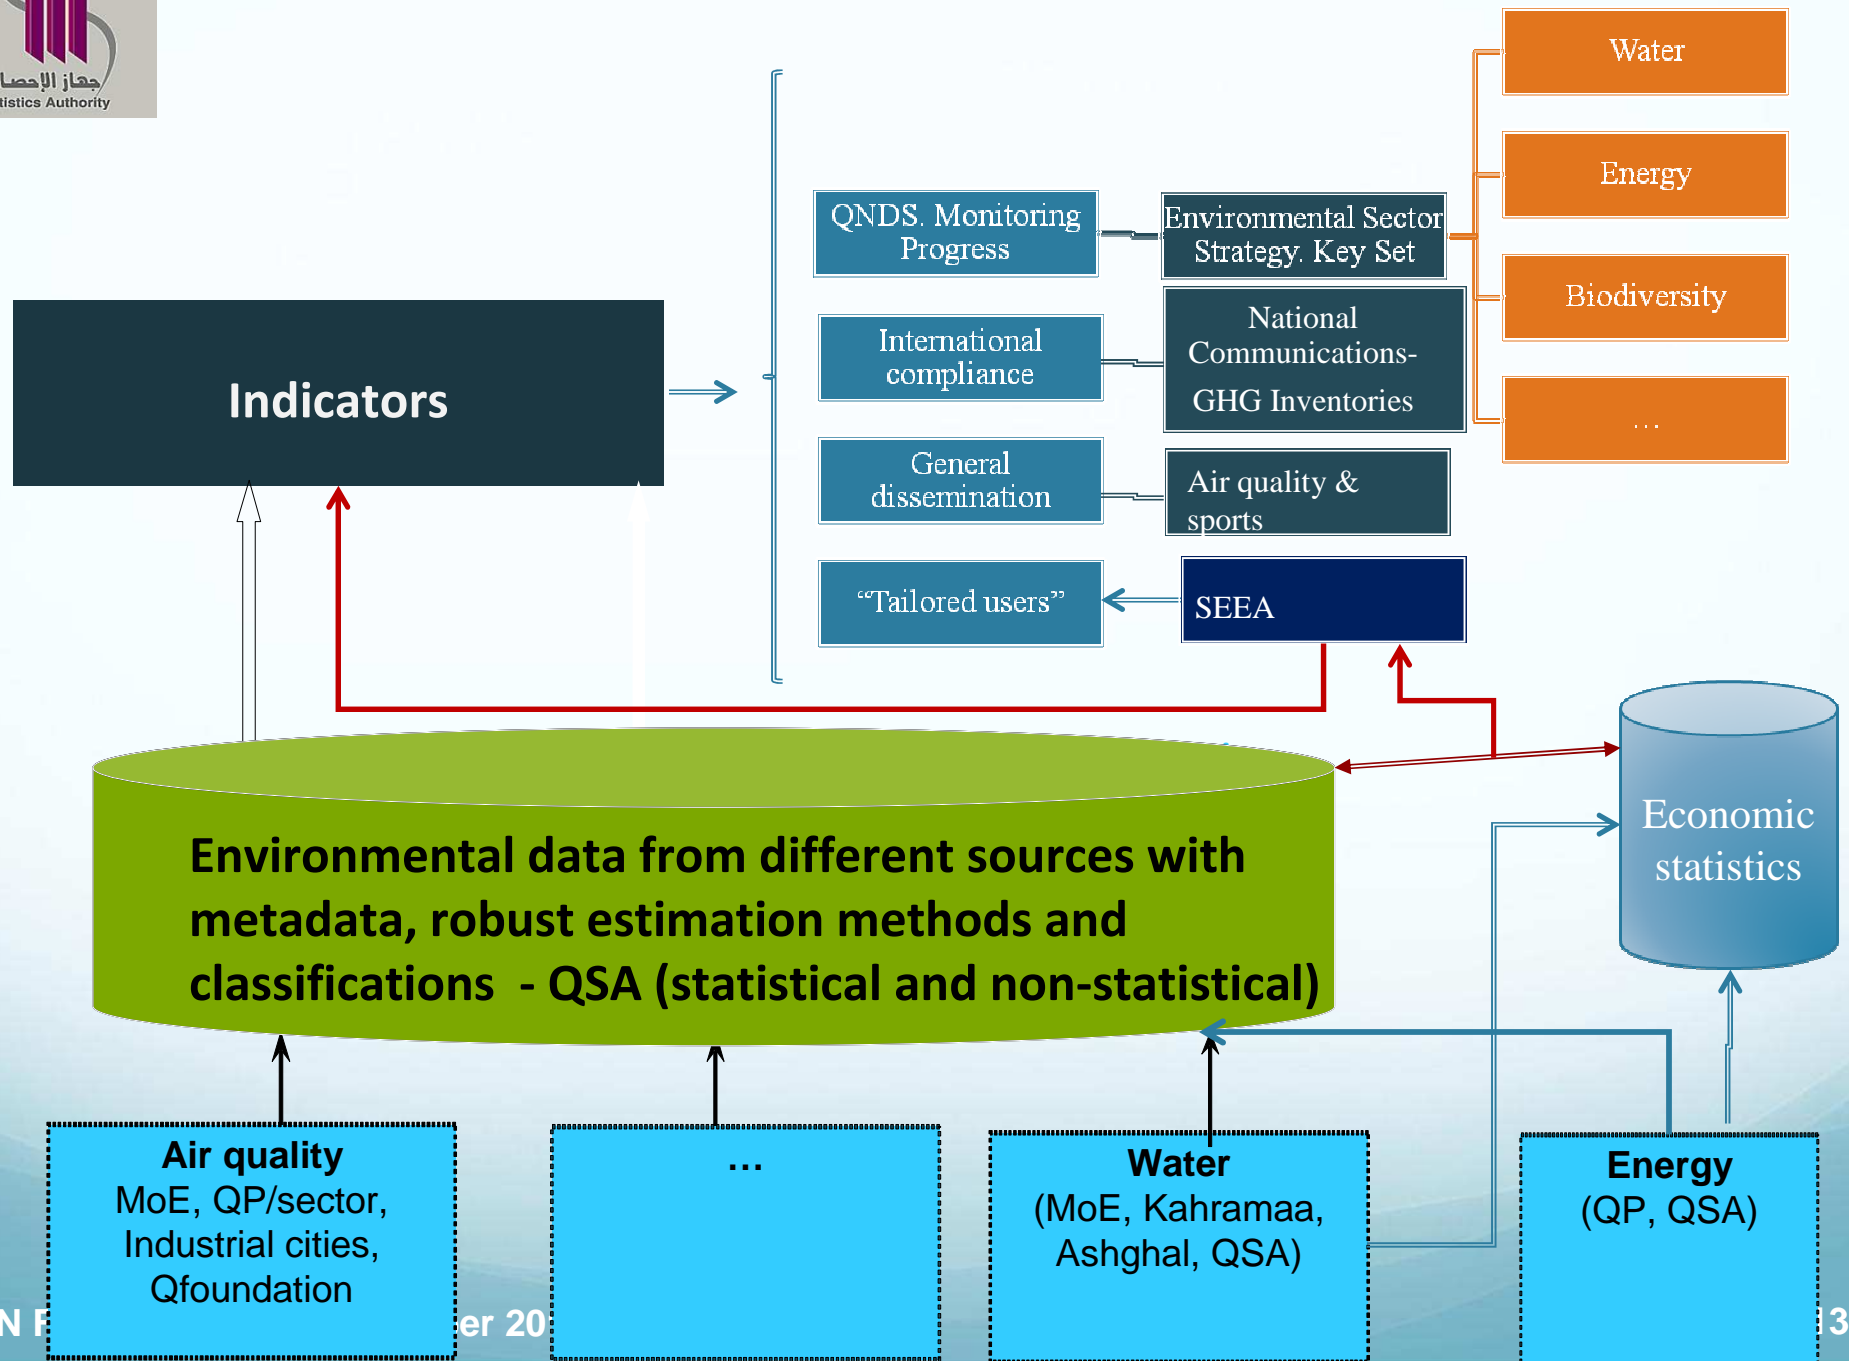 جهاز الإحصا
tistics Authority
Water
Energy
Biodiversity
...
QNDS. Monitoring
Progress
Environmental Sector
Strategy. Key Set
International
compliance
National
Communications-
GHG Inventories
General
dissemination
Air quality &
sports
“Tailored users”
SEEA
Indicators
Economic
statistics
Environmental data from different sources with
metadata, robust estimation methods and
classifications - QSA (statistical and non-statistical)
Air quality
MoE, QP/sector,
Industrial cities,
Qfoundation
...
Water
(MoE, Kahramaa,
Ashghal, QSA)
Energy
(QP, QSA)
er 20
13